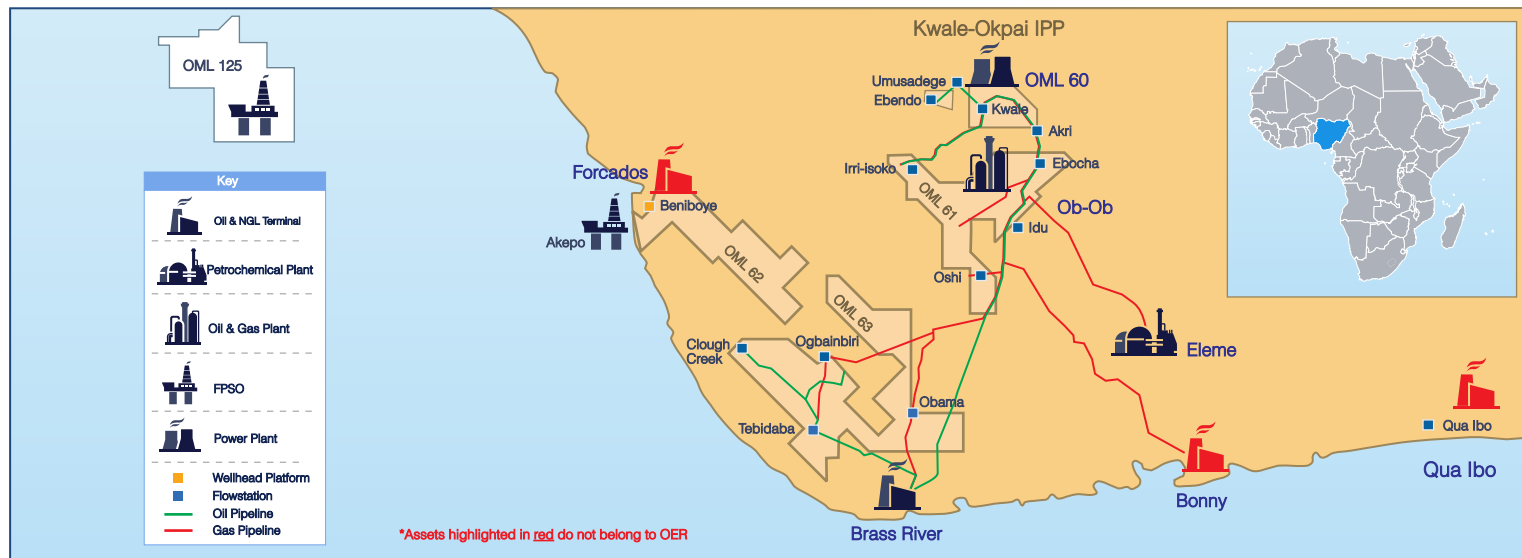 Kwale-Okpai IPP
OML 125
Umusadege
OML 60
Ebendo
Kwale
Akri
Irri-isoko
Ebocha
OML 61
Ob-Ob
Idu
Oshi
Forcados
Beniboye
Akepo
OML 62
OML 63
Clough
Creek
Ogbainbiri
Obama
Tebidaba
Eleme
Qua Ibo
Qua Ibo
Bonny
Brass River
Key
Oil & NGL Terminal
Petrochemical Plant
Oil & Gas Plant
FPSO
Power Plant
Wellhead Platform
Flowstation
Oil Pipeline
Gas Pipeline
*Assets highlighted in red do not belong to OER